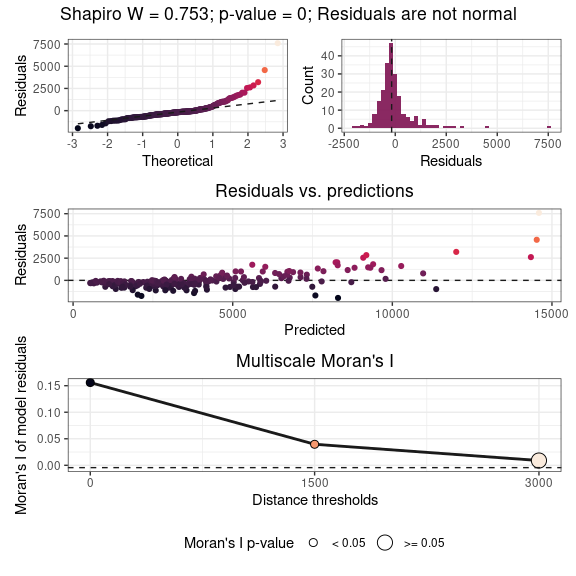 Shapiro W = 0.753; p-value = 0; Residuals are not normal
7500
5000
2500
0
Residuals
-3 -2 -1 0 1 2 3
Theoretical
40
30
20
10
0
Count
-2500 0 2500 5000 7500
Residuals
Residuals vs. predictions
7500
5000
2500
0
Residuals
0 5000 10000 15000
Predicted
Multiscale Moran's I
0.15
0.10
0.05
0.00
Moran's I of model residuals
0 1500 3000
Distance thresholds
Moran's I p-value < 0.05 >= 0.05